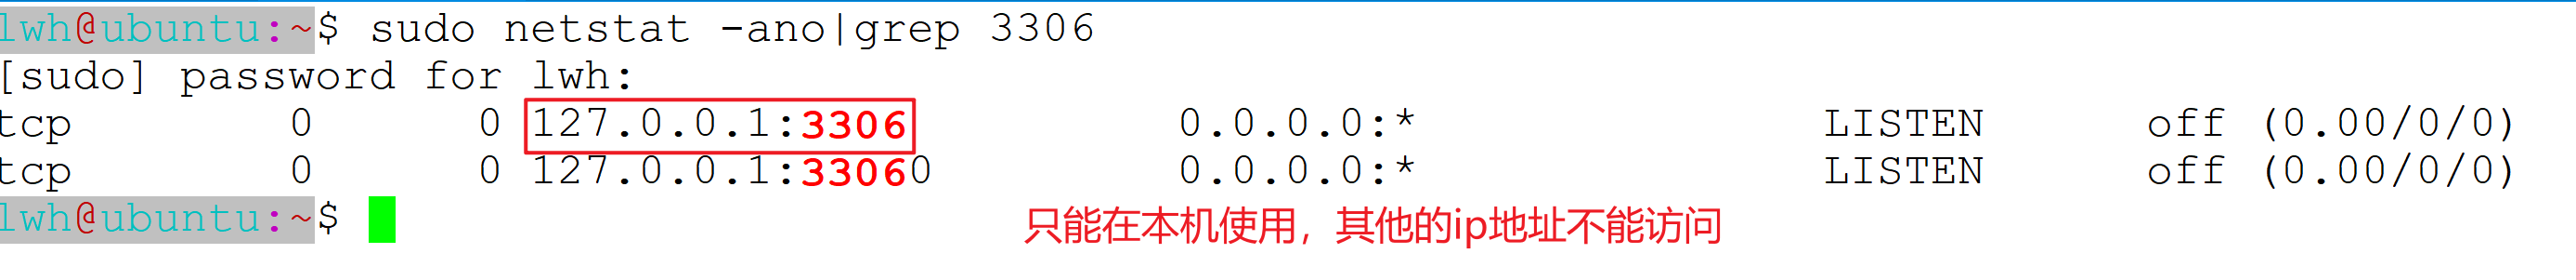 lwh@ubuntu:~$ sudo netstat -ano|grep 3306
[sudo] password for lwh:
tcp 0 0 127.0.0.1:3306 0.0.0.0:* LISTEN off (0.00/0/0)
tcp 0 0 127.0.0.1:33060 0.0.0.0:* LISTEN off (0.00/0/0)
lwh@ubuntu:~$
只能在本机使用，其他的ip地址不能访问